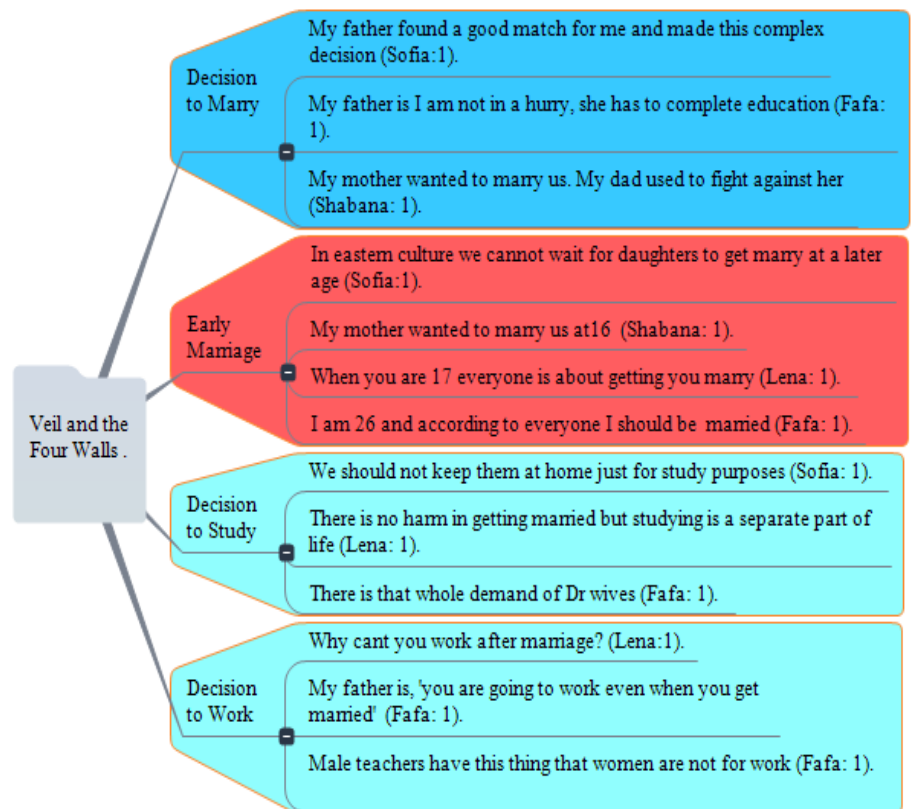 Veil and the
Four Walls .
Decision
to Marry
My father found a good match for me and made this complex
decision (Sofia:1).
My father is I am not in a hurry, she has to complete education (Fafa:
1).
My mother wanted to marry us. My dad used to fight against her
(Shabana: 1).
Early
Marriage
In eastern culture we cannot wait for daughters to get marry at a later
age (Sofia:1).
My mother wanted to marry us at16  (Shabana: 1).
When you are 17 everyone is about getting you marry (Lena: 1).
I am 26 and according to everyone I should be  married (Fafa: 1).
Decision
to Study
We should not keep them at home just for study purposes (Sofia: 1).
There is no harm in getting married but studying is a separate part of
life (Lena: 1).
There is that whole demand of Dr wives (Fafa: 1).
Decision
to Work
Why cant you work after marriage? (Lena:1).
My father is, 'you are going to work even when you get
married'  (Fafa: 1).
Male teachers have this thing that women are not for work (Fafa: 1).